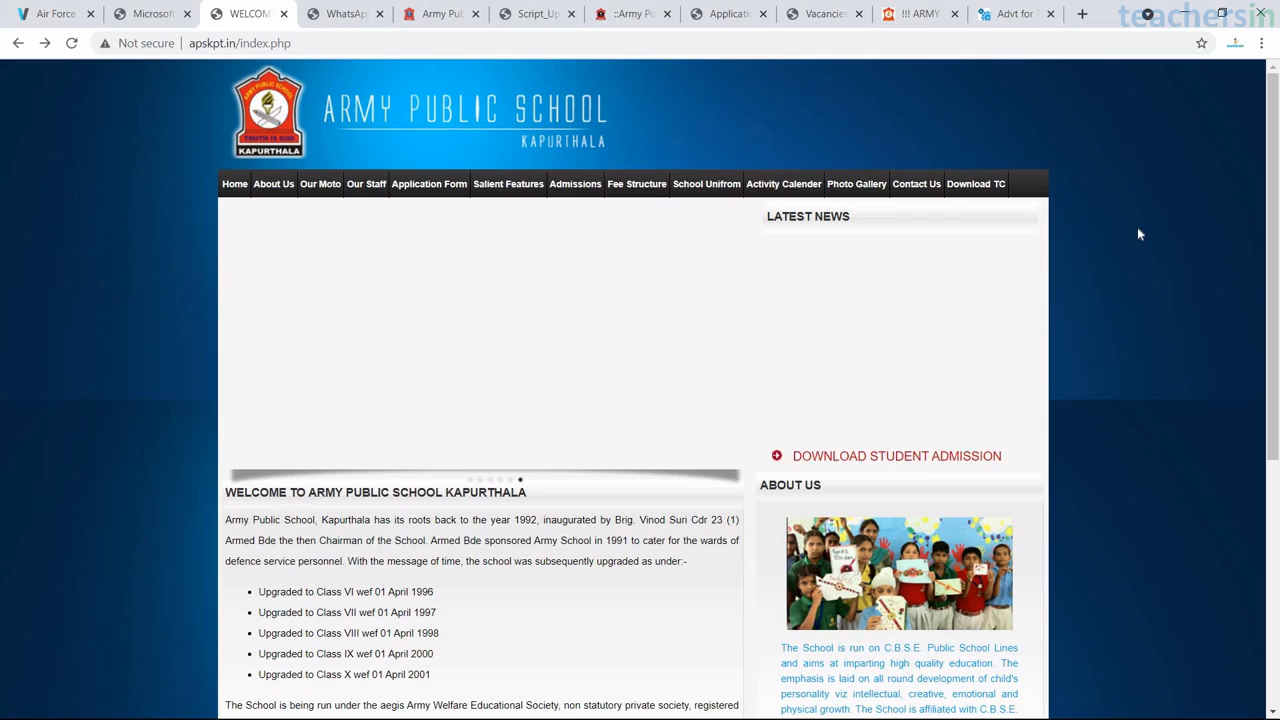 Air Force
Microsoft
WELCOM
WhatsApp
Army Pub
Script_Up
::Army Pu
Applicatio
Vacancies
!!! ARMY
Advt for T
teachersin
Not secure
apskpt.in/index.php
ARMY PUBLIC SCHOOL
TRUTH IS GOD
KAPURTHALA
ARMY PUBLIC SCHOOL
KAPURTHALA
Home About Us Our Moto Our Staff Application Form Salient Features Admissions Fee Structure School Unifrom Activity Calender Photo Gallery Contact Us Download TC
LATEST NEWS
DOWNLOAD STUDENT ADMISSION
WELCOME TO ARMY PUBLIC SCHOOL KAPURTHALA
Army Public School, Kapurthala has its roots back to the year 1992, inaugurated by Brig. Vinod Suri Cdr 23 (1)
Armed Bde the then Chairman of the School. Armed Bde sponsored Army School in 1991 to cater for the wards of
defence service personnel. With the message of time, the school was subsequently upgraded as under:-
• Upgraded to Class VI wef 01 April 1996
• Upgraded to Class VII wef 01 April 1997
• Upgraded to Class VIII wef 01 April 1998
• Upgraded to Class IX wef 01 April 2000
• Upgraded to Class X wef 01 April 2001
The School is being run under the aegis Army Welfare Educational Society, non statutory private society, registered
ABOUT US
The School is run on C.B.S.E. Public School Lines
and aims at imparting high quality education. The
emphasis is laid on all round development of child's
personality viz intellectual, creative, emotional and
physical growth. The School is affiliated with C.B.S.E.